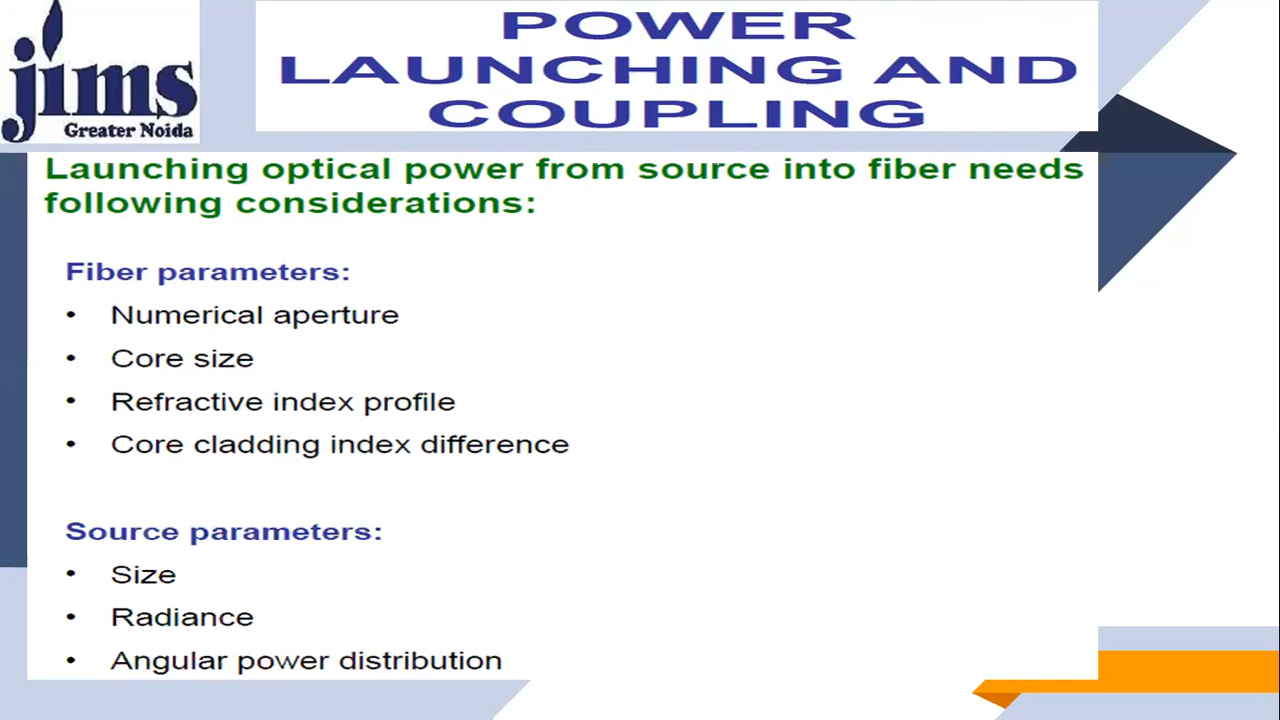 jims
Greater Noida
POWER
LAUNCHING AND
COUPLING
Launching optical power from source into fiber needs
following considerations:
Fiber parameters:
• Numerical aperture
• Core size
• Refractive index profile
• Core cladding index difference
Source parameters:
• Size
• Radiance
• Angular power distribution